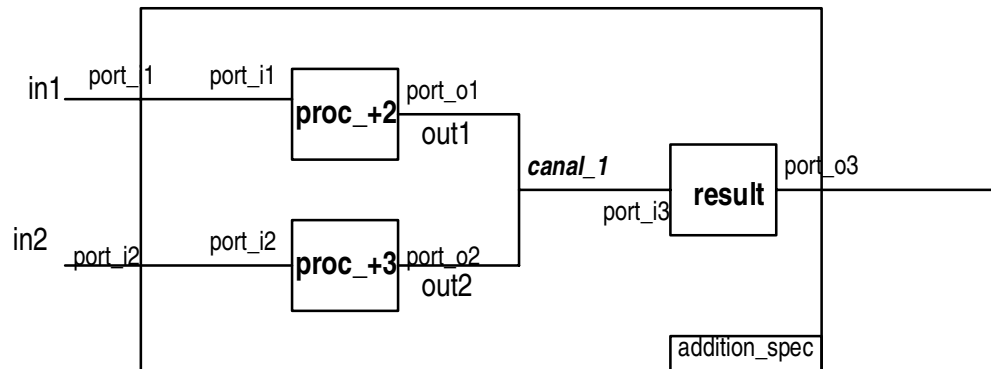 in1
port_i1
port_i1
proc_+2
port_o1
out1
canal_1
port_i3
result
port_o3
in2
port_i2
port_i2
proc_+3
port_o2
out2
addition_spec